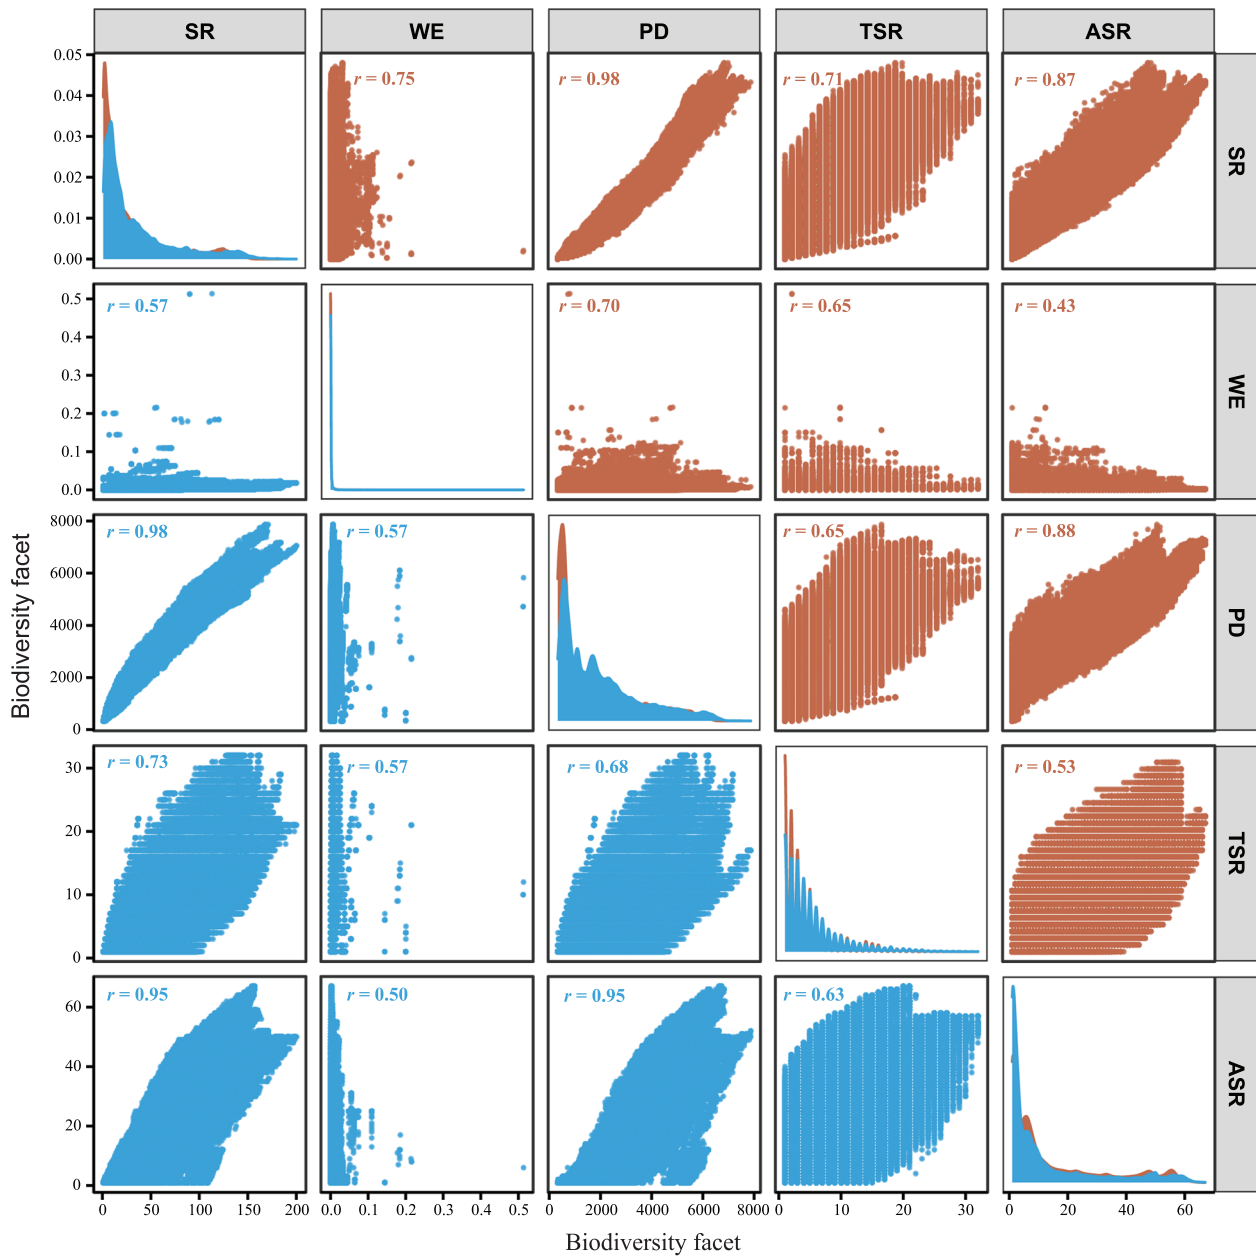 SR WE PD TSR ASR
0.05
0.04
0.03
0.02
0.01
0.00
r = 0.75
r = 0.98
r = 0.71
r = 0.87
SR
0.5
0.4
0.3
0.2
0.1
0.0
r = 0.57
r = 0.70
r = 0.65
r = 0.43
WE
Biodiversity facet
8000
6000
4000
2000
0
r = 0.98
r = 0.57
r = 0.65
r = 0.88
PD
30
20
10
0
r = 0.73
r = 0.57
r = 0.68
r = 0.53
TSR
60
40
20
0
r = 0.95
r = 0.50
r = 0.95
r = 0.63
ASR
0 50 100 150 200 0.0 0.1 0.2 0.3 0.4 0.5 0 2000 4000 6000 8000 0 10 20 30 0 20 40 60
Biodiversity facet